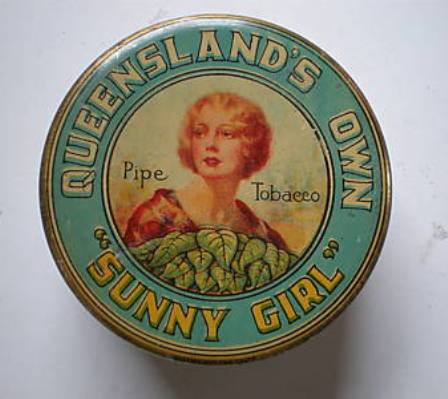 QUEENSLAND'S OWN
Pipe
Tobacco
"SUNNY GIRL"